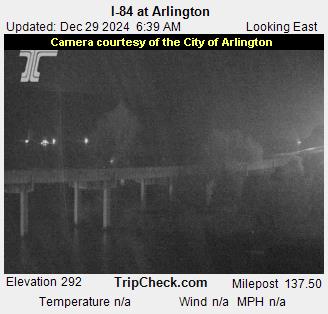 I-84 at Arlington
Updated: Dec 29 2024 6:39 AM Looking East
Camera courtesy of the City of Arlington
Elevation 292 TripCheck.com Milepost 137.50
Temperature n/a Wind n/a MPH n/a